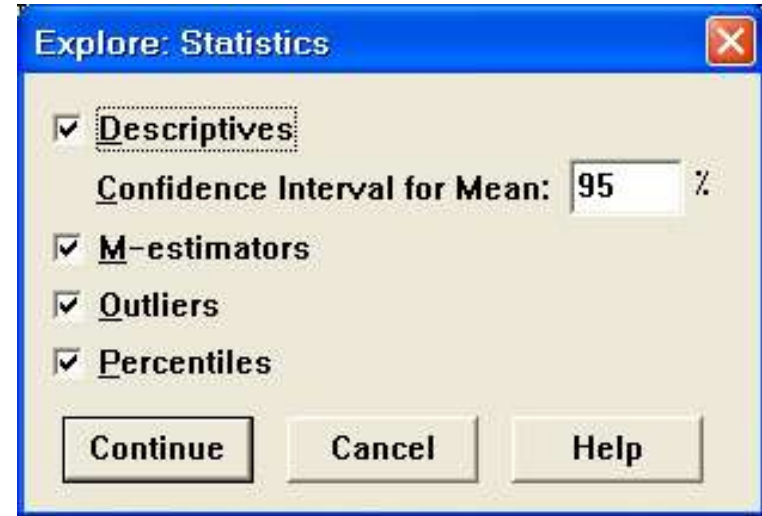 Explore: Statistics
Descriptives
Confidence Interval for Mean: 95 %
M-estimators
Outliers
Percentiles
Continue Cancel Help